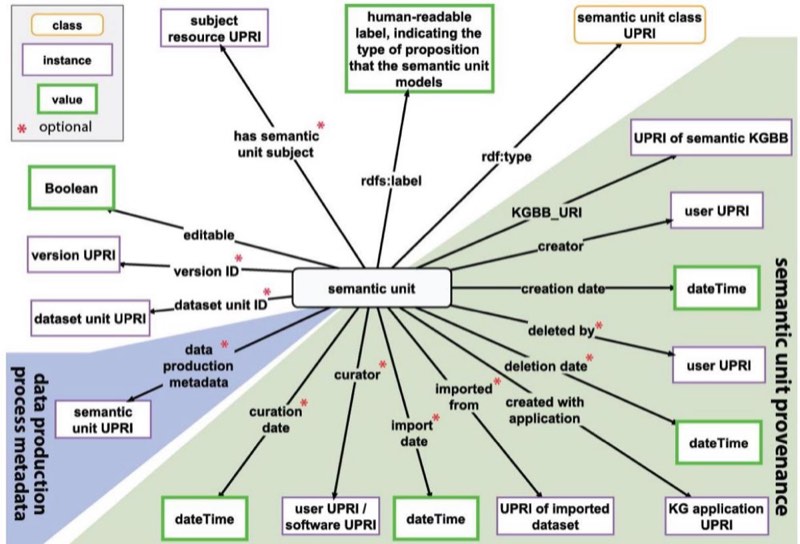 class
instance
value
* optional
subject
resource UPRI
human-readable
label, indicating the
type of proposition
that the semantic unit
models
semantic unit class
UPRI
has semantic *
unit subject
rdfs:label
rdf:type
UPRI of semantic KGBB
KGBB_URI
user UPRI
creator
Boolean
editable
version UPRI
version ID *
semantic unit
creation date
dateTime
dataset unit UPRI
dataset unit ID *
deleted by *
user UPRI
data *
production
metadata
curator *
deletion date *
imported *
from
created with
application
semantic
unit UPRI
curation *
date
import *
date
dateTime
dateTime
user UPRI /
software UPRI
dateTime
UPRI of imported
dataset
KG application
UPRI
data production
process metadata
semantic unit provenance